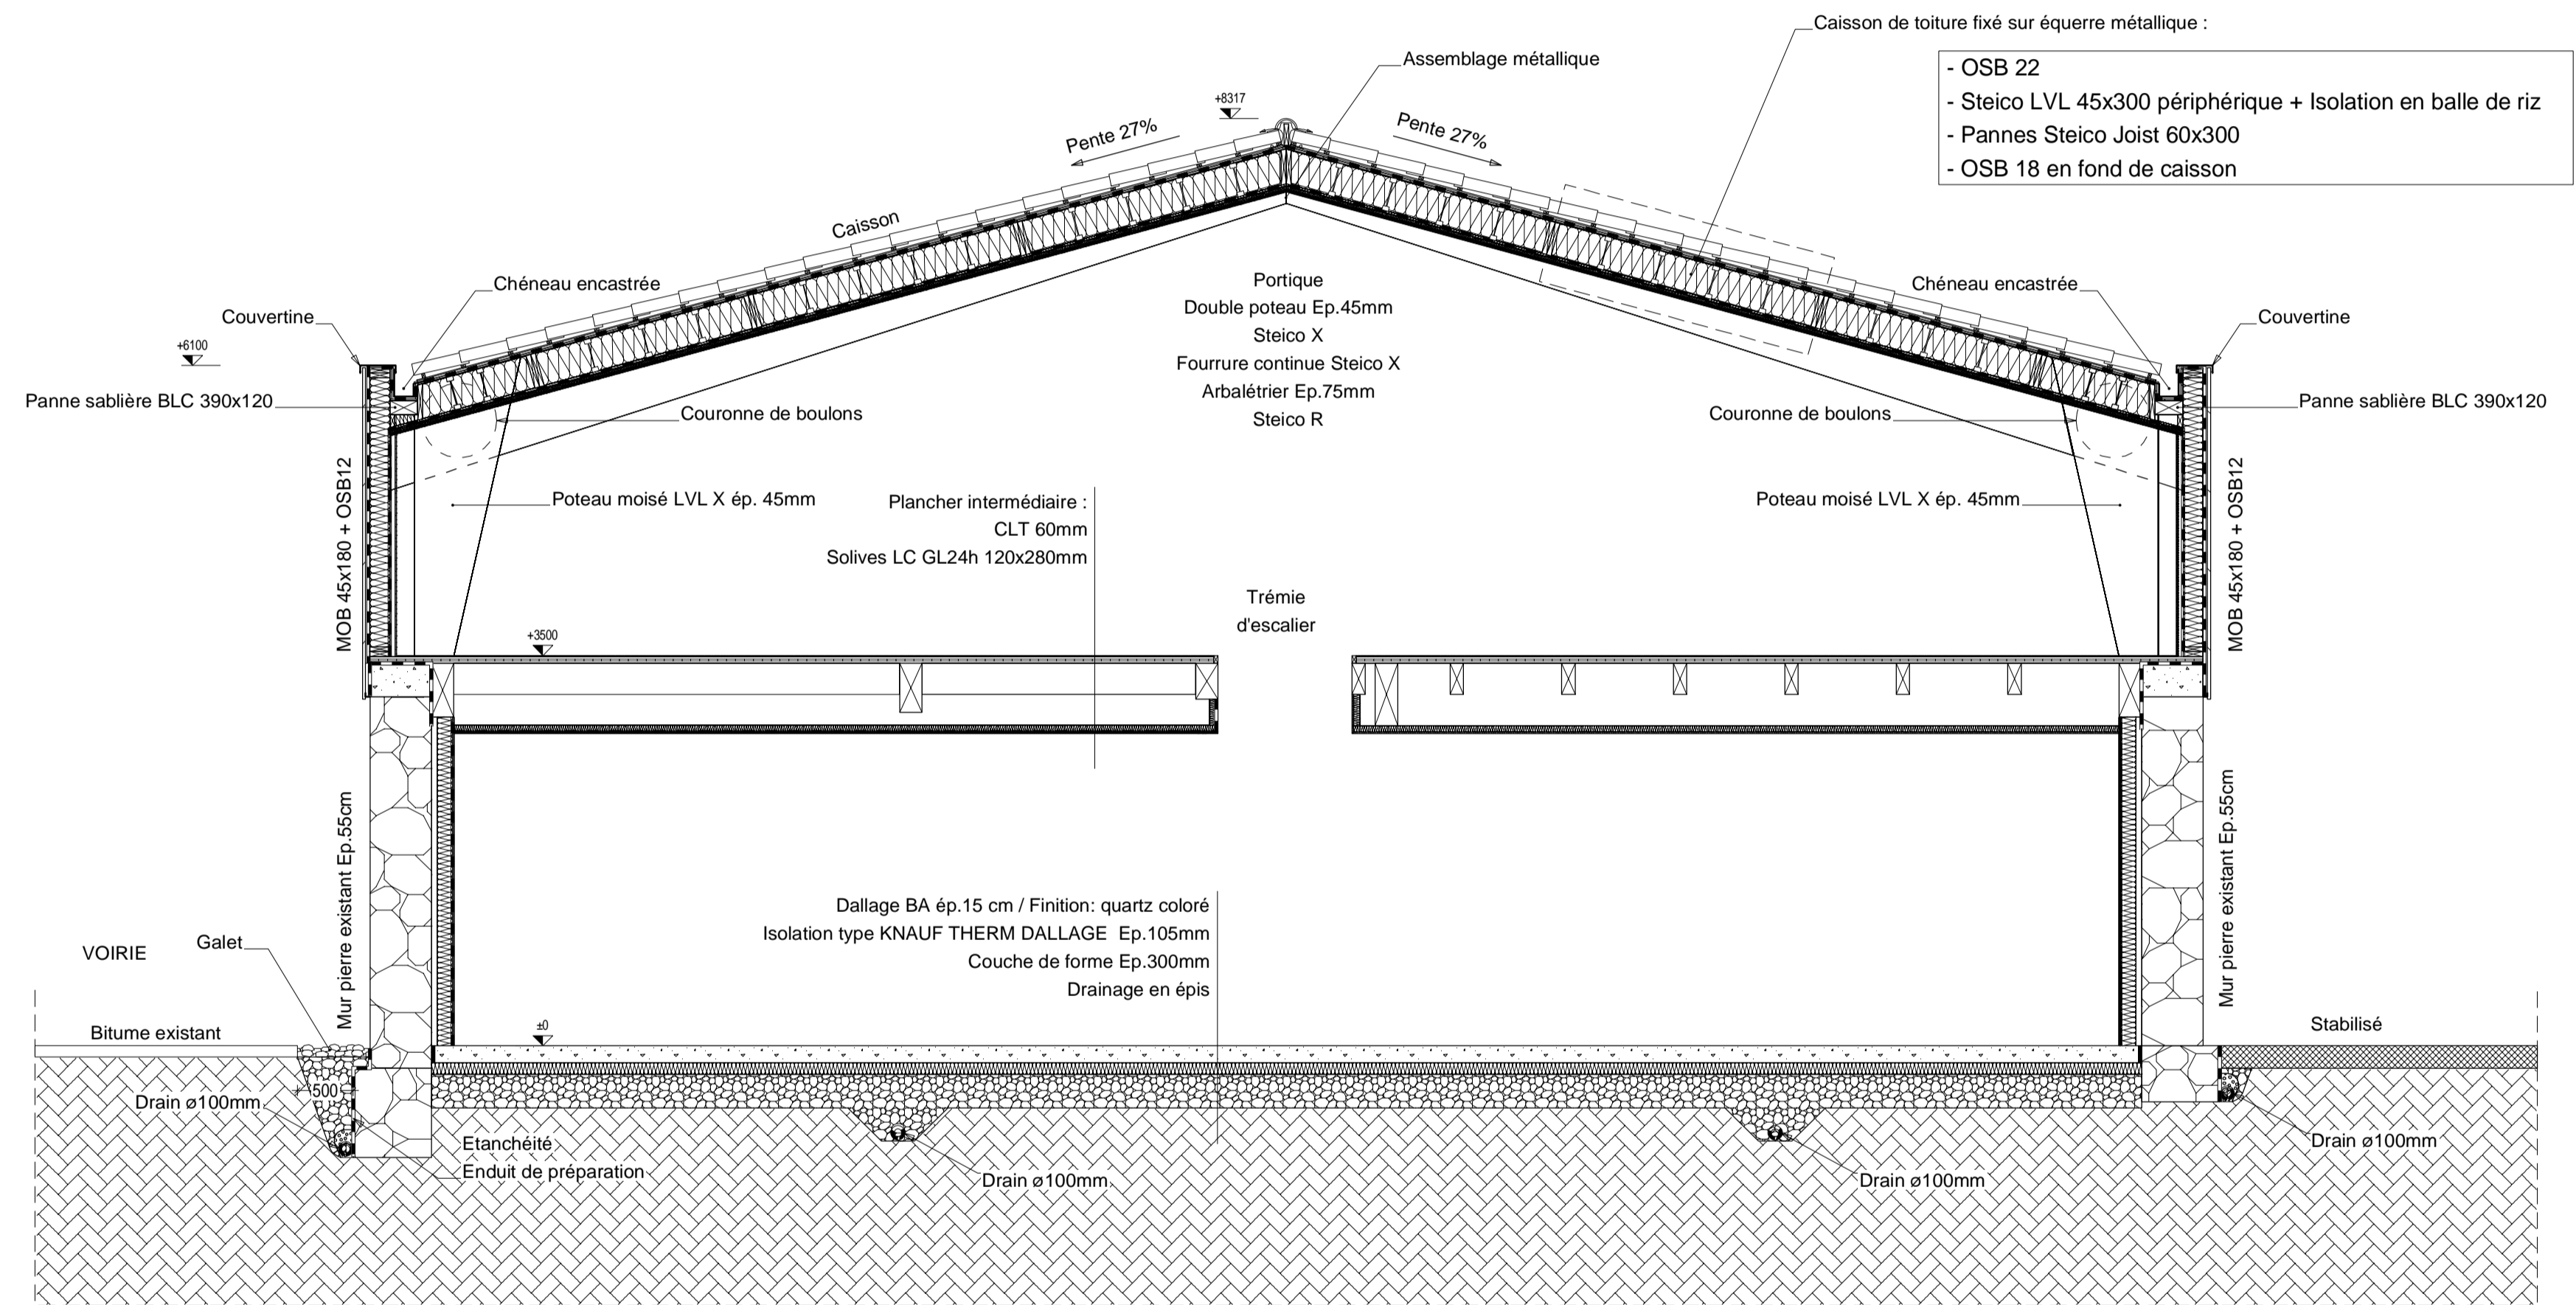 Caisson de toiture fixé sur équerre métallique :
- OSB 22
- Steico LVL 45x300 périphérique + Isolation en balle de riz
- Pannes Steico Joist 60x300
- OSB 18 en fond de caisson
Assemblage métallique
+8317
Pente 27%
Pente 27%
Caisson
Chéneau encastrée
Chéneau encastrée
Couvertine
Couvertine
+6100
Panne sablière BLC 390x120
Panne sablière BLC 390x120
Couronne de boulons
Couronne de boulons
Portique
Double poteau Ep.45mm
Steico X
Fourrure continue Steico X
Arbalétrier Ep.75mm
Steico R
MOB 45x180 + OSB12
MOB 45x180 + OSB12
Poteau moisé LVL X ép. 45mm
Poteau moisé LVL X ép. 45mm
Plancher intermédiaire :
CLT 60mm
Solives LC GL24h 120x280mm
Trémie
d'escalier
+3500
Mur pierre existant Ep.55cm
Mur pierre existant Ep.55cm
Dallage BA ép.15 cm / Finition: quartz coloré
Isolation type KNAUF THERM DALLAGE Ep.105mm
Couche de forme Ep.300mm
Drainage en épis
VOIRIE
Galet
Bitume existant
±0
Stabilisé
500
Drain ø100mm
Etanchéité
Enduit de préparation
Drain ø100mm
Drain ø100mm
Drain ø100mm